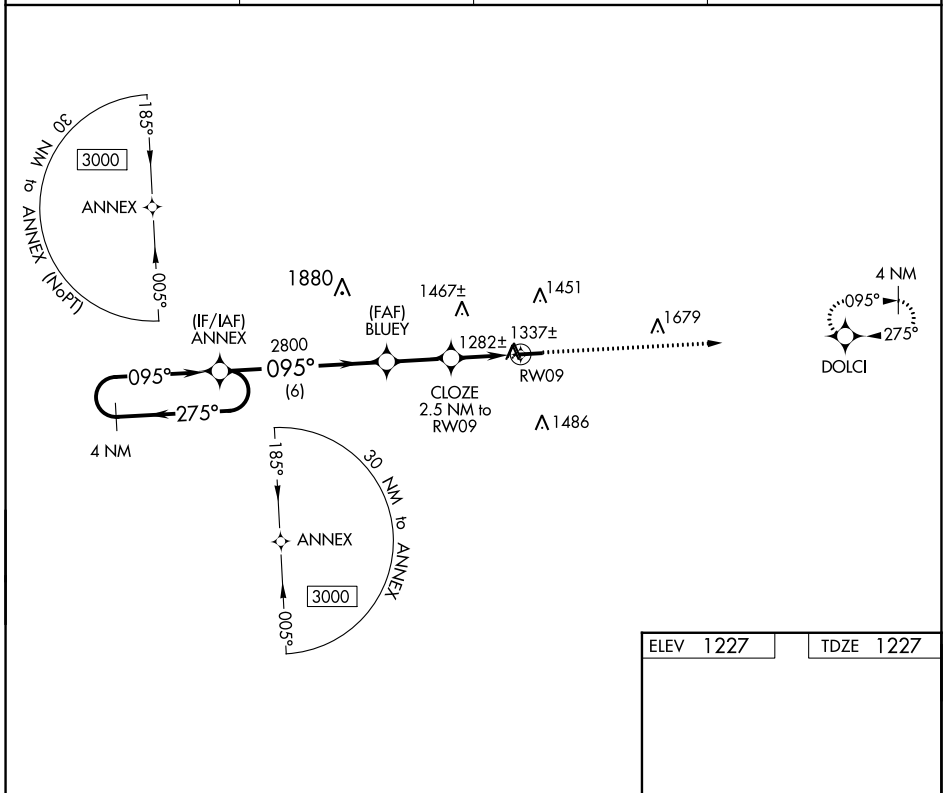 185°
30 NM to ANNEX (NoPT)
3000
ANNEX
005°
(IF/IAF)
ANNEX
095°
275°
4 NM
2800
095°
(6)
1880
(FAF)
BLUEY
1467±
1451
1282±
1337±
RW09
CLOZE
2.5 NM to
RW09
1679
1486
4 NM
095°
275°
DOLCI
185°
30 NM to ANNEX
ANNEX
3000
005°
ELEV 1227
TDZE 1227